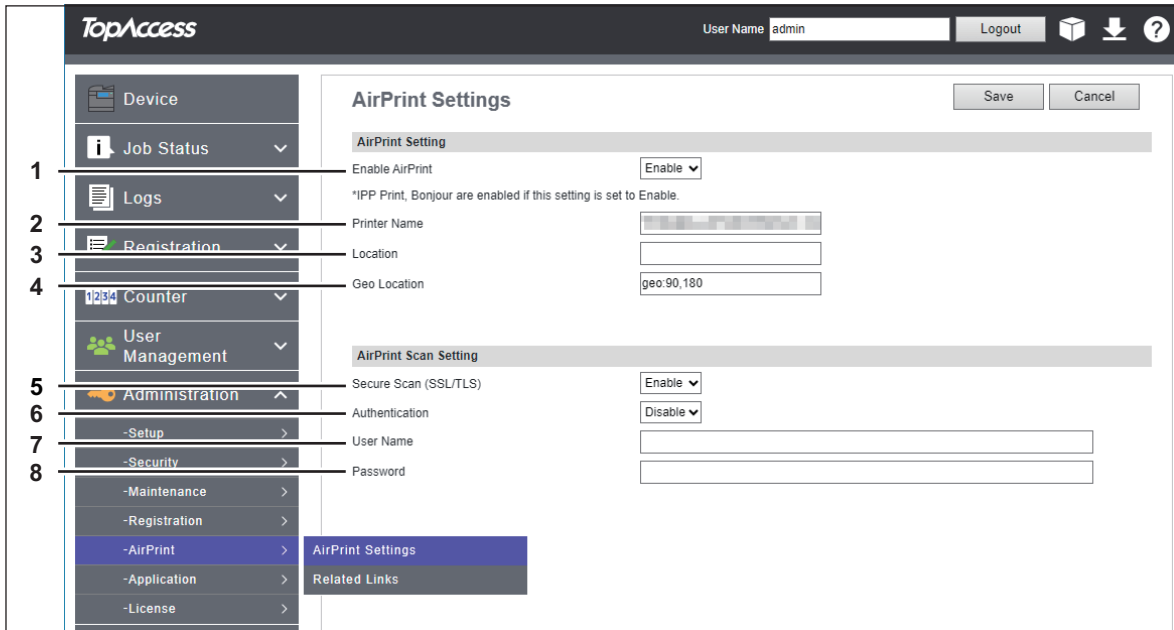 TopAccess
User Name admin Logout ?
Device
Job Status
Logs
Registration
1234 Counter
User
Management
Administration
-Setup
-Security
-Maintenance
-Registration
-AirPrint
-Application
-License
AirPrint Settings
Related Links
AirPrint Settings Save Cancel
AirPrint Setting
1 Enable AirPrint Enable
*IPP Print, Bonjour are enabled if this setting is set to Enable.
2 Printer Name
3 Location
4 Geo Location geo:90,180
AirPrint Scan Setting
5 Secure Scan (SSL/TLS) Enable
6 Authentication Disable
7 User Name
8 Password